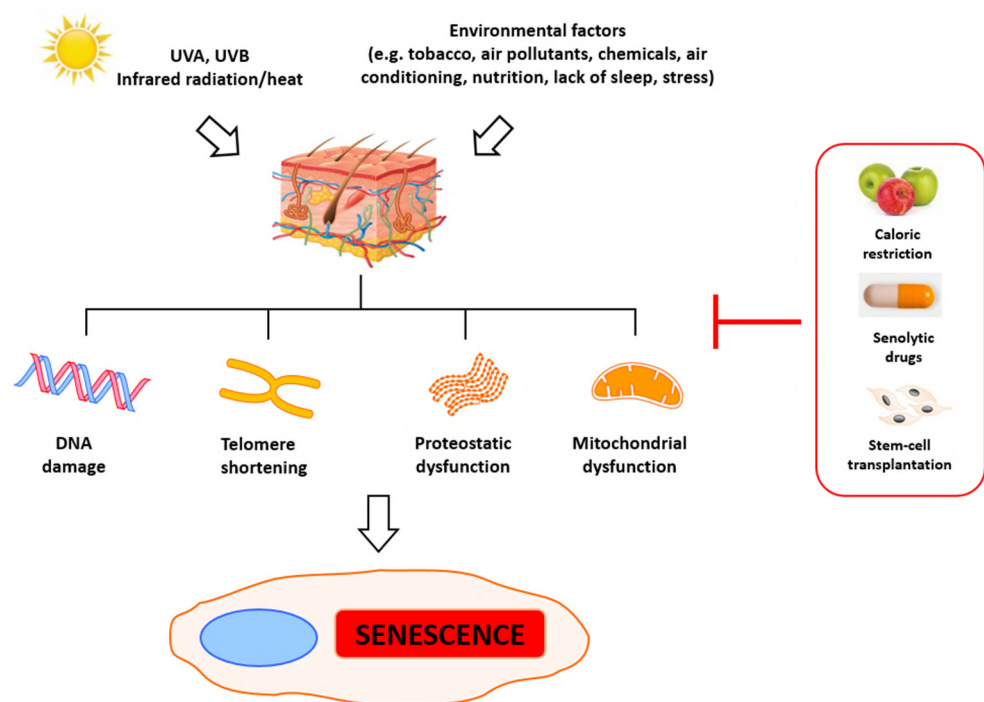 UVA, UVB
Infrared radiation/heat
Environmental factors
(e.g. tobacco, air pollutants, chemicals, air
conditioning, nutrition, lack of sleep, stress)
Caloric
restriction
Senolytic
drugs
Stem-cell
transplantation
DNA
damage
Telomere
shortening
Proteostatic
dysfunction
Mitochondrial
dysfunction
SENESCENCE